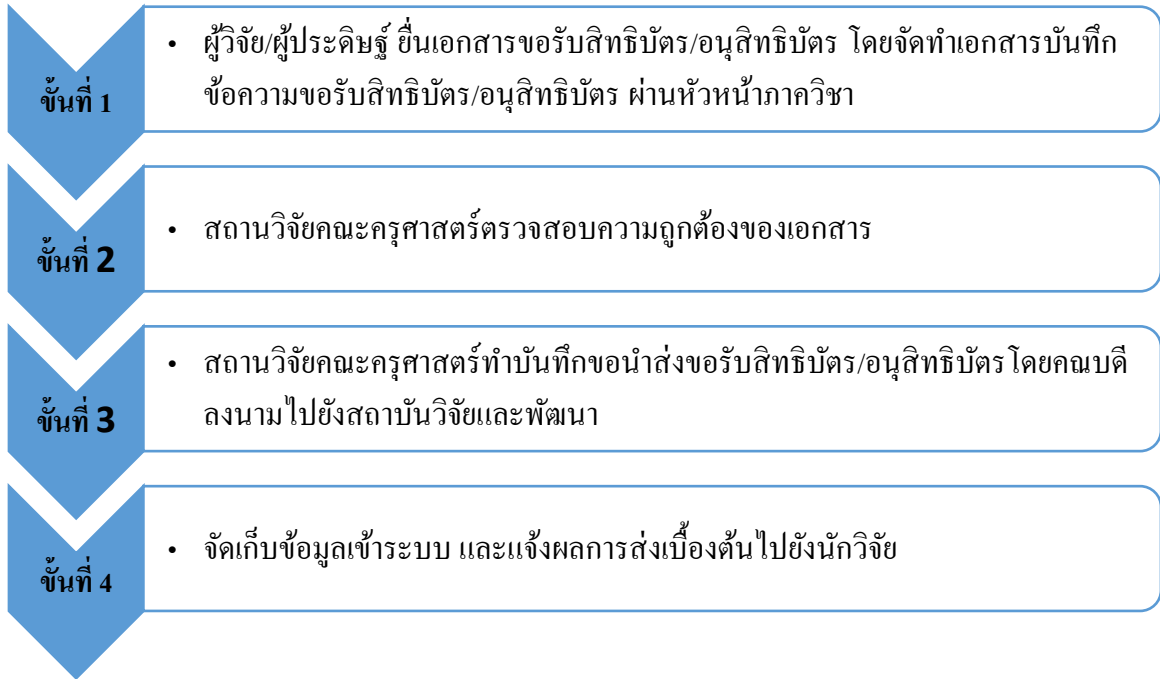 ขั้นที่ 1
• ผู้วิจัย/ผู้ประดิษฐ์ ยื่นเอกสารขอรับสิทธิบัตร/อนุสิทธิบัตร โดยจัดทำเอกสารบันทึก
ข้อความขอรับสิทธิบัตร/อนุสิทธิบัตร ผ่านหัวหน้าภาควิชา
ขั้นที่ 2
• สถานวิจัยคณะครุศาสตร์ตรวจสอบความถูกต้องของเอกสาร
ขั้นที่ 3
• สถานวิจัยคณะครุศาสตร์ทำบันทึกขอนำส่งขอรับสิทธิบัตร/อนุสิทธิบัตรโดยคณบดี
ลงนามไปยังสถาบันวิจัยและพัฒนา
ขั้นที่ 4
• จัดเก็บข้อมูลเข้าระบบ และแจ้งผลการส่งเบื้องต้นไปยังนักวิจัย